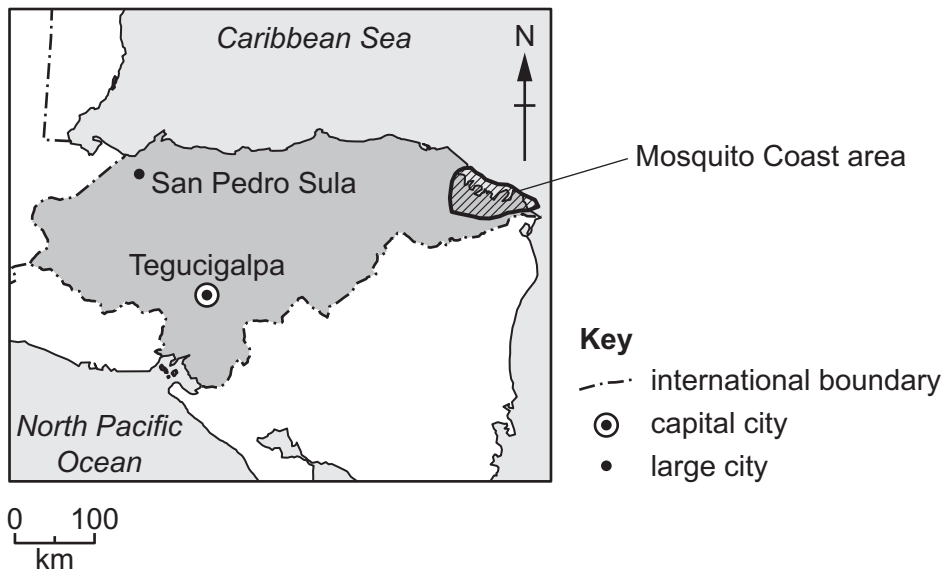 Caribbean Sea
N
Mosquito Coast area
San Pedro Sula
Tegucigalpa
Key
international boundary
capital city
large city
North Pacific
Ocean
0 100
km